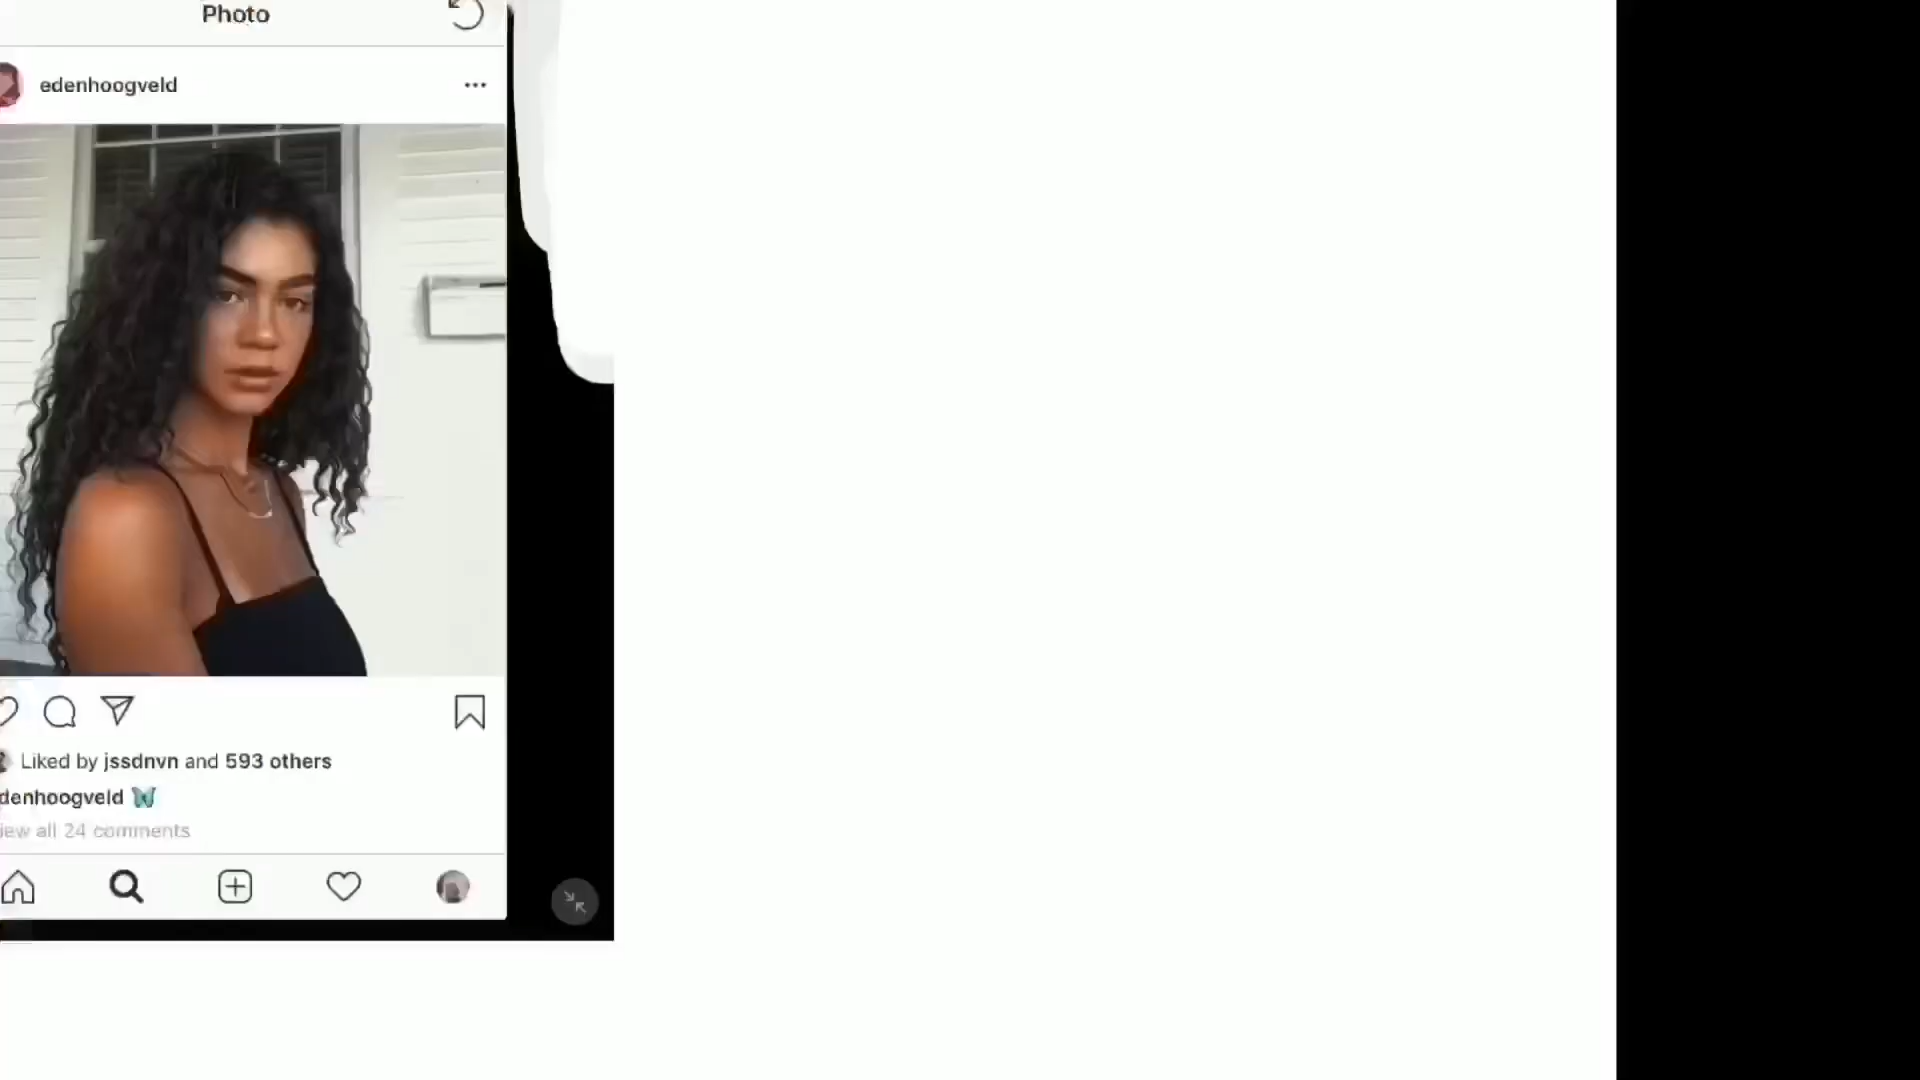 Photo
edenhoogveld
Liked by jssdnvn and 593 others
denhoogveld
iew all 24 comments